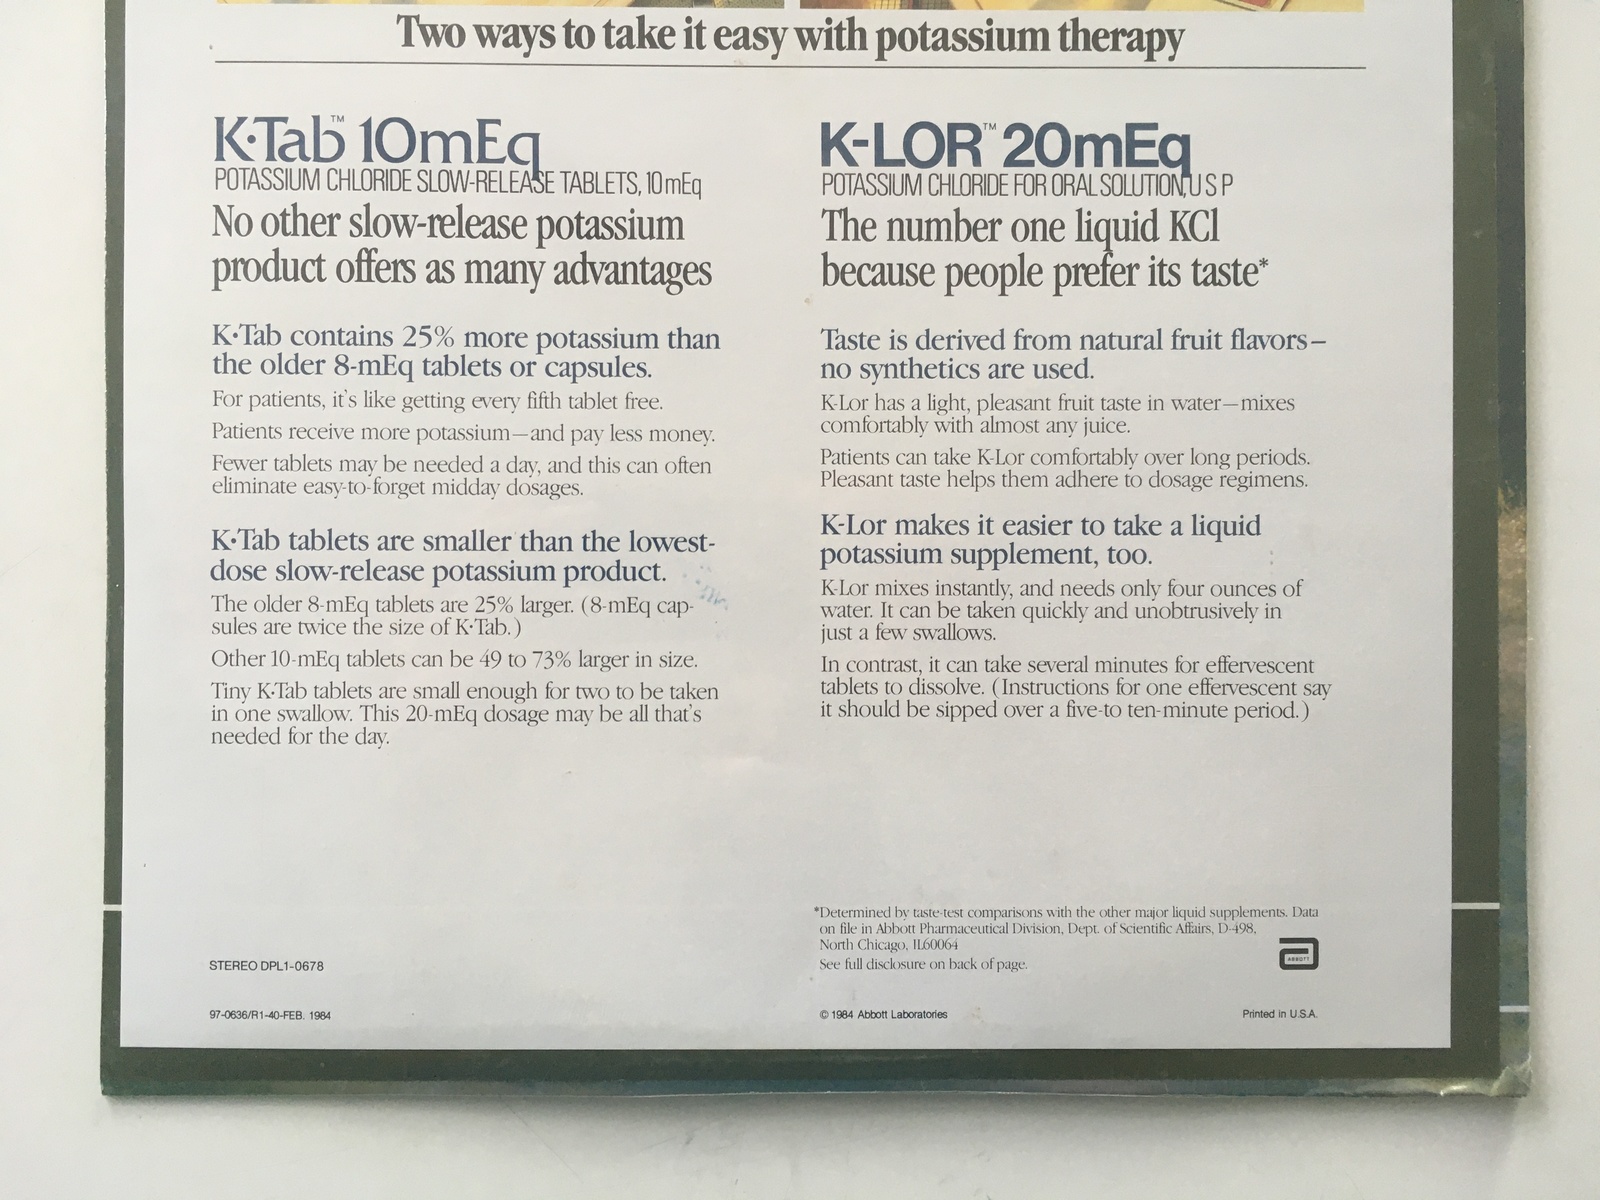 Two ways to take it easy with potassium therapy
K•Tab™ 10mEq
POTASSIUM CHLORIDE SLOW-RELEASE TABLETS, 10 mEq
No other slow-release potassium
product offers as many advantages
K•Tab contains 25% more potassium than
the older 8-mEq tablets or capsules.
For patients, it's like getting every fifth tablet free.
Patients receive more potassium—and pay less money.
Fewer tablets may be needed a day, and this can often
eliminate easy-to-forget midday dosages.
K•Tab tablets are smaller than the lowest-
dose slow-release potassium product.
The older 8-mEq tablets are 25% larger. (8-mEq cap-
sules are twice the size of K•Tab.)
Other 10-mEq tablets can be 49 to 73% larger in size.
Tiny K•Tab tablets are small enough for two to be taken
in one swallow. This 20-mEq dosage may be all that's
needed for the day.
STEREO DPL1-0678
97-0636/R1-40-FEB. 1984
K-LOR™ 20mEq
POTASSIUM CHLORIDE FOR ORAL SOLUTION, U S P
The number one liquid KCl
because people prefer its taste*
Taste is derived from natural fruit flavors—
no synthetics are used.
K-Lor has a light, pleasant fruit taste in water—mixes
comfortably with almost any juice.
Patients can take K-Lor comfortably over long periods.
Pleasant taste helps them adhere to dosage regimens.
K-Lor makes it easier to take a liquid
potassium supplement, too.
K-Lor mixes instantly, and needs only four ounces of
water. It can be taken quickly and unobtrusively in
just a few swallows.
In contrast, it can take several minutes for effervescent
tablets to dissolve. (Instructions for one effervescent say
it should be sipped over a five-to ten-minute period.)
*Determined by taste-test comparisons with the other major liquid supplements. Data
on file in Abbott Pharmaceutical Division, Dept. of Scientific Affairs, D-498,
North Chicago, IL60064
See full disclosure on back of page.
ABBOTT
© 1984 Abbott Laboratories
Printed in U.S.A.